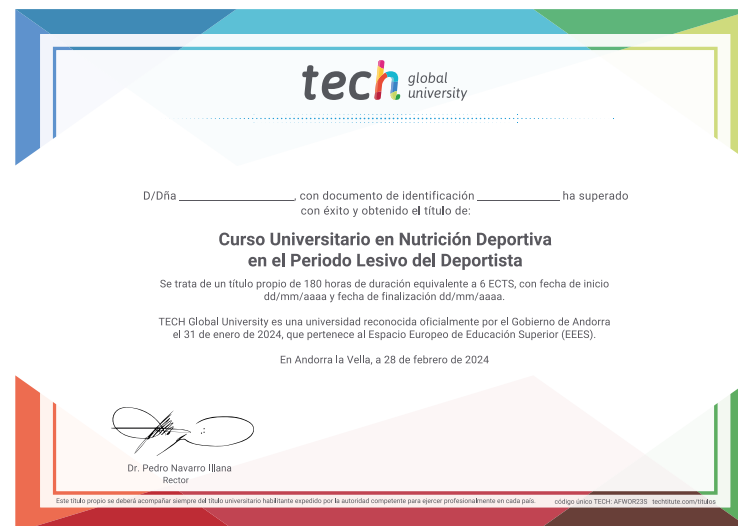 tech global university
D/Dña ____________________, con documento de identificación ______________ ha superado
con éxito y obtenido el título de:
Curso Universitario en Nutrición Deportiva
en el Periodo Lesivo del Deportista
Se trata de un título propio de 180 horas de duración equivalente a 6 ECTS, con fecha de inicio
dd/mm/aaaa y fecha de finalización dd/mm/aaaa.
TECH Global University es una universidad reconocida oficialmente por el Gobierno de Andorra
el 31 de enero de 2024, que pertenece al Espacio Europeo de Educación Superior (EEES).
En Andorra la Vella, a 28 de febrero de 2024
Dr. Pedro Navarro Illana
Rector
Este título propio se deberá acompañar siempre del título universitario habilitante expedido por la autoridad competente para ejercer profesionalmente en cada país. código único TECH: AFWOR23S techtitute.com/titulos